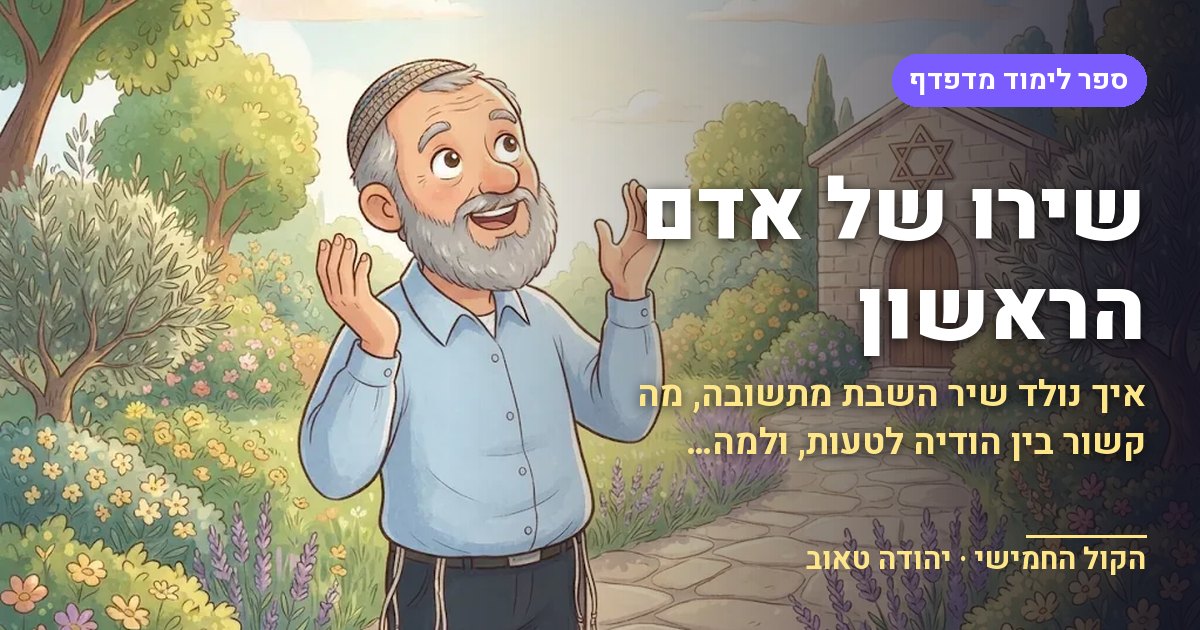 ספר לימוד מדפדף
שירו של אדם
הראשון
איך נולד שיר השבת מתשובה, מה
קשור בין הודיה לטעות, ולמה...
הקול החמישי · יהודה טאוב